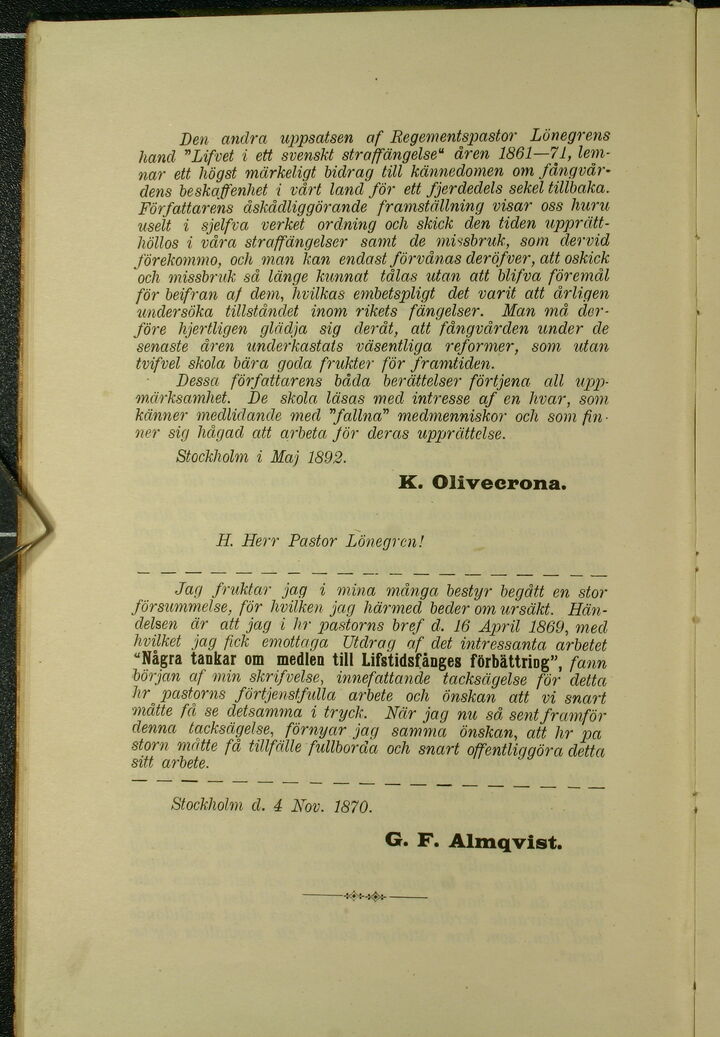 Den andra uppsatsen af Regementspastor Lönegrens
hand ”Lifvet i ett svenskt straffängelse“ åren 1861—71, lem-
nar ett högst märkeligt bidrag till kännedomen om fångvår-
dens beskaffenhet i vårt land för ett fjerdedels sekel tillbaka.
Författarens åskådliggörande framställning visar oss huru
uselt i sjelfva verket ordning och skick den tiden upprätt-
höllos i våra straffängelser samt de missbruk, som dervid
förekommo, och man kan endast förvånas deröfver, att oskick
och missbruk så länge kunnat tålas utan att blifva föremål
för beifran af dem, hvilkas embetspligt det varit att årligen
undersöka tillståndet inom rikets fängelser. Man må der-
före hjertligen glädja sig deråt, att fångvården under de
senaste åren underkastats väsentliga reformer, som utan
tvifvel skola bära goda frukter för framtiden.
Dessa författarens båda berättelser förtjena all upp-
märksamhet. De skola läsas med intresse af en hvar, som
känner medlidande med ”fallna” medmenniskor och som fin-
ner sig hågad att arbeta för deras upprättelse.
Stockholm i Maj 1892.
K. Olivecrona.
H. Herr Pastor Lönegren!
Jag fruktar jag i mina många bestyr begått en stor
försummelse, för hvilken jag härmed beder om ursäkt. Hän-
delsen är att jag i hr pastorns bref d. 16 April 1869, med
hvilket jag fick emottaga Utdrag af det intressanta arbetet
“Några tankar om medlen till Lifstidsfånges förbättring”, fann
början af min skrifvelse, innefattande tacksägelse för detta
hr pastorns förtjenstfulla arbete och önskan att vi snart
måtte få se detsamma i tryck. När jag nu så sent framför
denna tacksägelse, förnyar jag samma önskan, att hr pa
storn måtte få tillfälle fullborda och snart offentliggöra detta
sitt arbete.
Stockholm d. 4 Nov. 1870.
G. F. Almqvist.